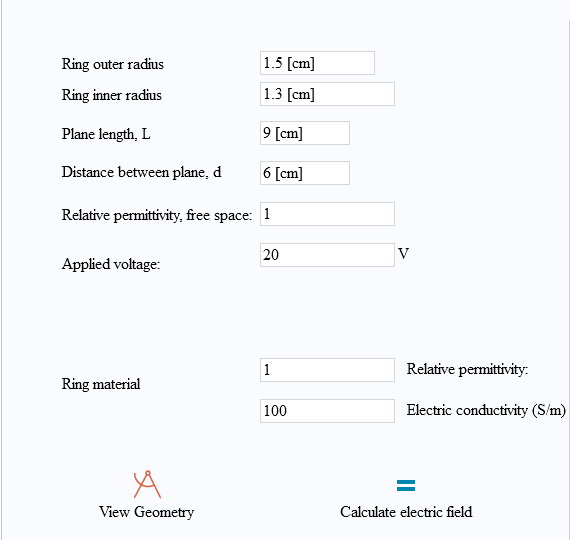 Ring outer radius 1.5 [cm]
Ring inner radius 1.3 [cm]
Plane length, L 9 [cm]
Distance between plane, d 6 [cm]
Relative permittivity, free space: 1
Applied voltage: 20 V
Ring material
1 Relative permittivity:
100 Electric conductivity (S/m)
View Geometry
Calculate electric field